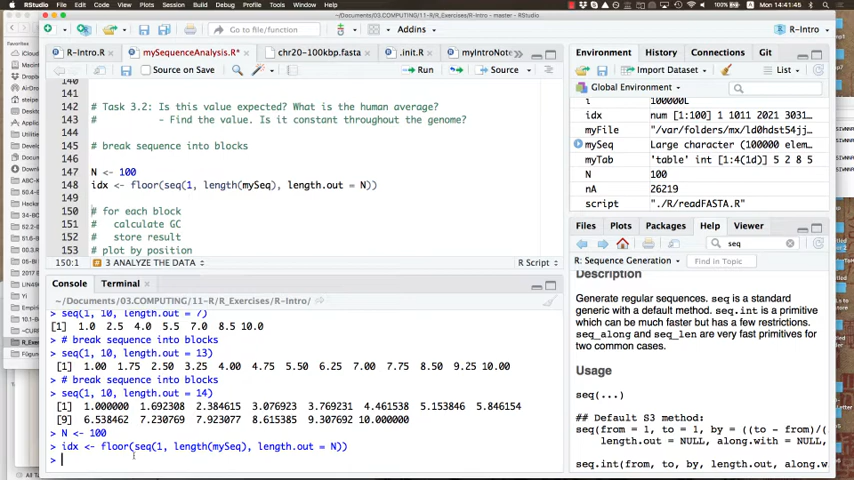 RStudio File Edit Code View Plots Session Build Debug Profile Tools Window Help 100% Mon 14:41:45
~/Documents/03.COMPUTING/11-R/R_Exercises/R-Intro - master - RStudio
Go to file/function Addins R-Intro
R-Intro.R mySequenceAnalysis.R* chr20-100kbp.fasta .init.R myIntroNote
Source on Save Run Source
140
141
142 # Task 3.2: Is this value expected? What is the human average?
143 # - Find the value. Is it constant throughout the genome?
144
145 # break sequence into blocks
146
147 N <- 100
148 idx <- floor(seq(1, length(mySeq), length.out = N))
149
150 # for each block
151 # calculate GC
152 # store result
153 # plot by position
150:1 3 ANALYZE THE DATA R Script
Console Terminal
~/Documents/03.COMPUTING/11-R/R_Exercises/R-Intro/
> seq(1, 10, length.out = 7)
[1] 1.0 2.5 4.0 5.5 7.0 8.5 10.0
> # break sequence into blocks
> seq(1, 10, length.out = 13)
[1] 1.00 1.75 2.50 3.25 4.00 4.75 5.50 6.25 7.00 7.75 8.50 9.25 10.00
> # break sequence into blocks
> seq(1, 10, length.out = 14)
[1] 1.000000 1.692308 2.384615 3.076923 3.769231 4.461538 5.153846 5.846154
[9] 6.538462 7.230769 7.923077 8.615385 9.307692 10.000000
> N <- 100
> idx <- floor(seq(1, length(mySeq), length.out = N))
>
Environment History Connections Git
Import Dataset List
Global Environment
i 100000L
idx num [1:100] 1 1011 2021 3031…
myFile "/var/folders/mx/ld0hdst54jj…
mySeq Large character (100000 elem…
myTab 'table' int [1:4(1d)] 5 2 8 5
N 100
nA 26219
script "./R/readFASTA.R"
Files Plots Packages Help Viewer
seq
R: Sequence Generation Find in Topic
Description
Generate regular sequences. seq is a standard
generic with a default method. seq.int is a primitive
which can be much faster but has a few restrictions.
seq_along and seq_len are very fast primitives for
two common cases.
Usage
seq(...)
## Default S3 method:
seq(from = 1, to = 1, by = ((to - from)/(
length.out = NULL, along.with = NULL,
seq.int(from, to, by, length.out, along.wi